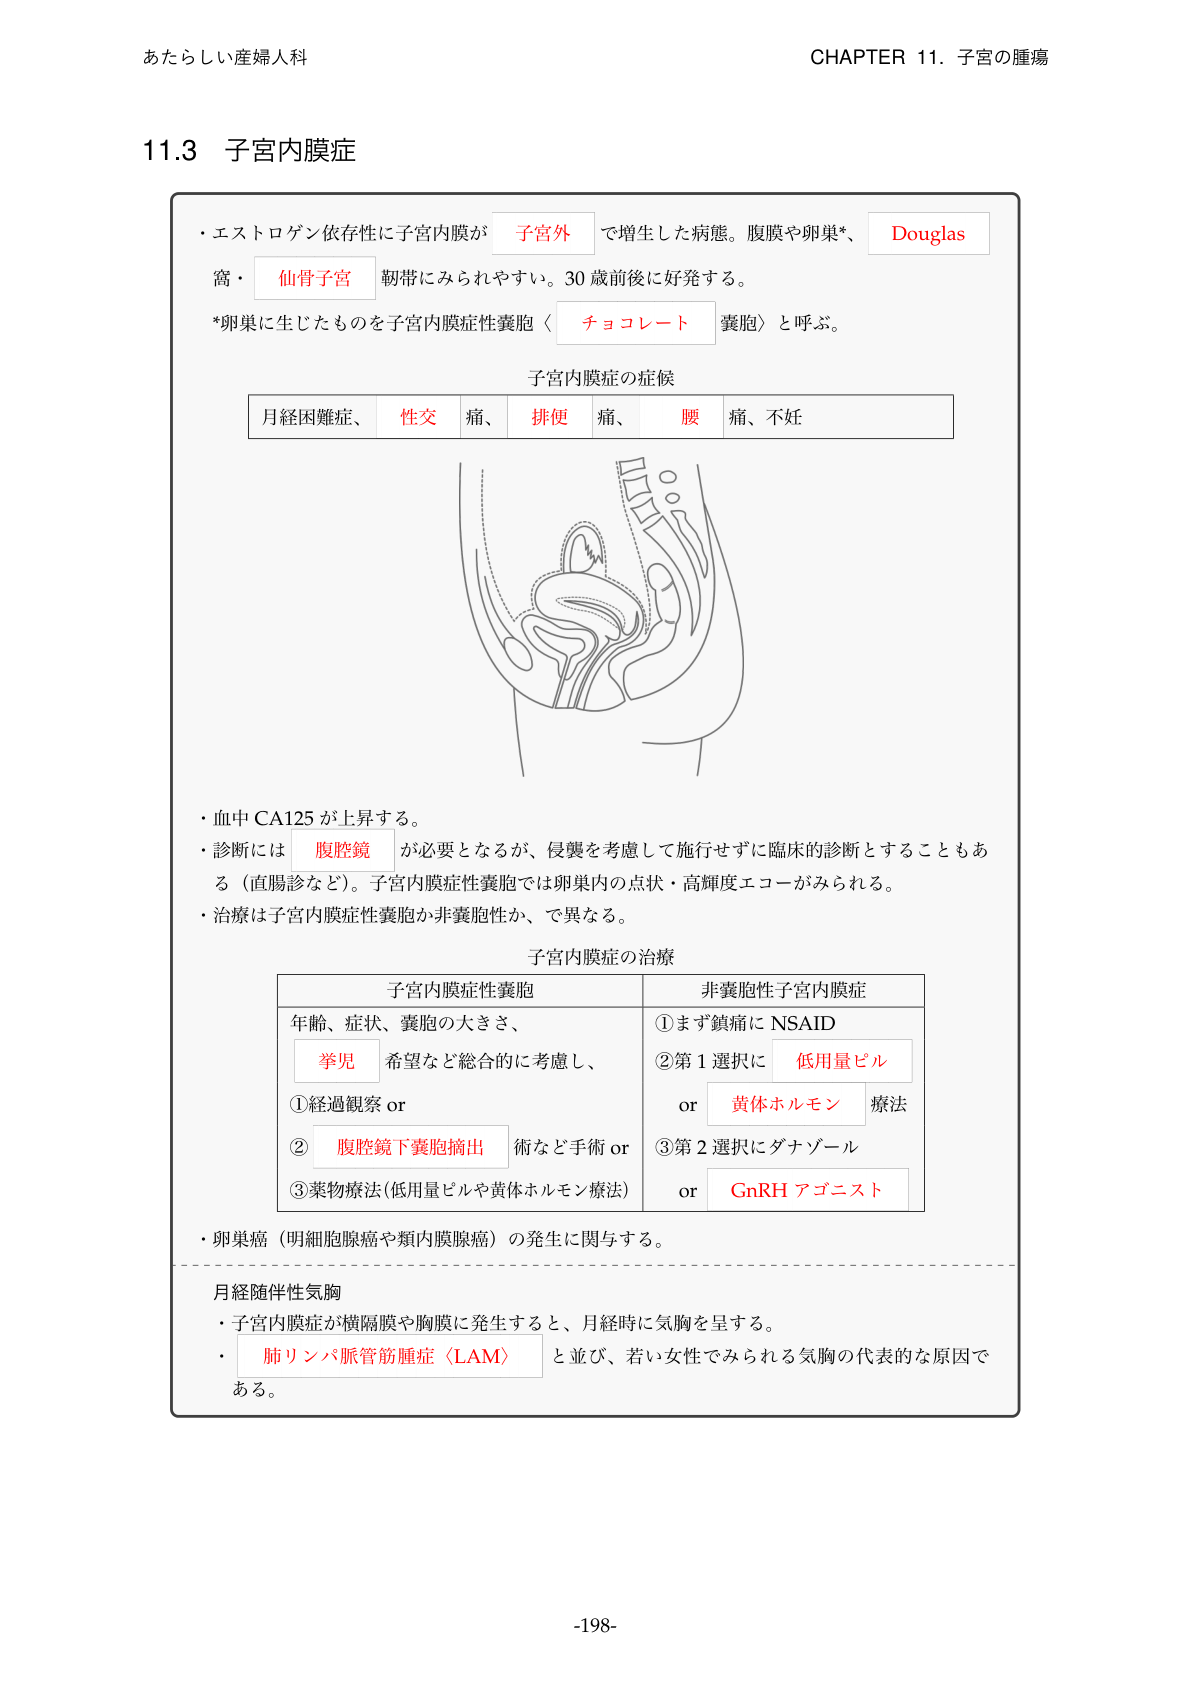 あたらしい産婦人科
CHAPTER 11. 子宮の腫瘍
11.3 子宮内膜症
・エストロゲン依存性に子宮内膜が 子宮外 で増生した病態。腹膜や卵巣*、 Douglas
窩・ 仙骨子宮 靭帯にみられやすい。30 歳前後に好発する。
*卵巣に生じたものを子宮内膜症性嚢胞〈 チョコレート 嚢胞〉と呼ぶ。
子宮内膜症の症候
月経困難症、 性交 痛、 排便 痛、 腰 痛、不妊
・血中 CA125 が上昇する。
・診断には 腹腔鏡 が必要となるが、侵襲を考慮して施行せずに臨床的診断とすることもあ
る（直腸診など）。子宮内膜症性嚢胞では卵巣内の点状・高輝度エコーがみられる。
・治療は子宮内膜症性嚢胞か非嚢胞性か、で異なる。
子宮内膜症の治療
子宮内膜症性嚢胞
年齢、症状、嚢胞の大きさ、
挙児 希望など総合的に考慮し、
①経過観察 or
② 腹腔鏡下嚢胞摘出 術など手術 or
③薬物療法(低用量ピルや黄体ホルモン療法)
非嚢胞性子宮内膜症
①まず鎮痛に NSAID
②第 1 選択に 低用量ピル
or 黄体ホルモン 療法
③第 2 選択にダナゾール
or GnRH アゴニスト
・卵巣癌（明細胞腺癌や類内膜腺癌）の発生に関与する。
月経随伴性気胸
・子宮内膜症が横隔膜や胸膜に発生すると、月経時に気胸を呈する。
・ 肺リンパ脈管筋腫症〈LAM〉 と並び、若い女性でみられる気胸の代表的な原因で
ある。
-198-